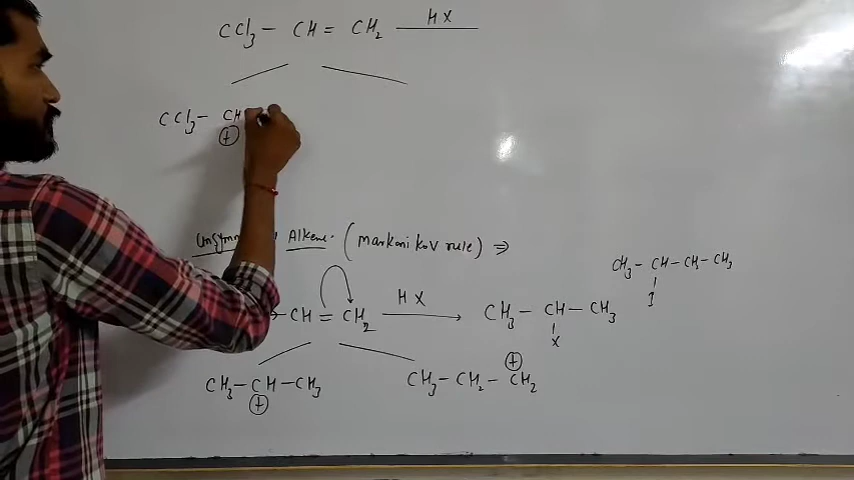 CCl3 - CH = CH2 HX
CCl3 - CH
⊕
Alkene. (Markonikov rule) ⇒
CH3 - CH - CH2 - CH3
I
CH = CH2 HX → CH3 - CH - CH3
X
CH3 - CH - CH3 CH3 - CH2 - CH2
⊕ ⊕